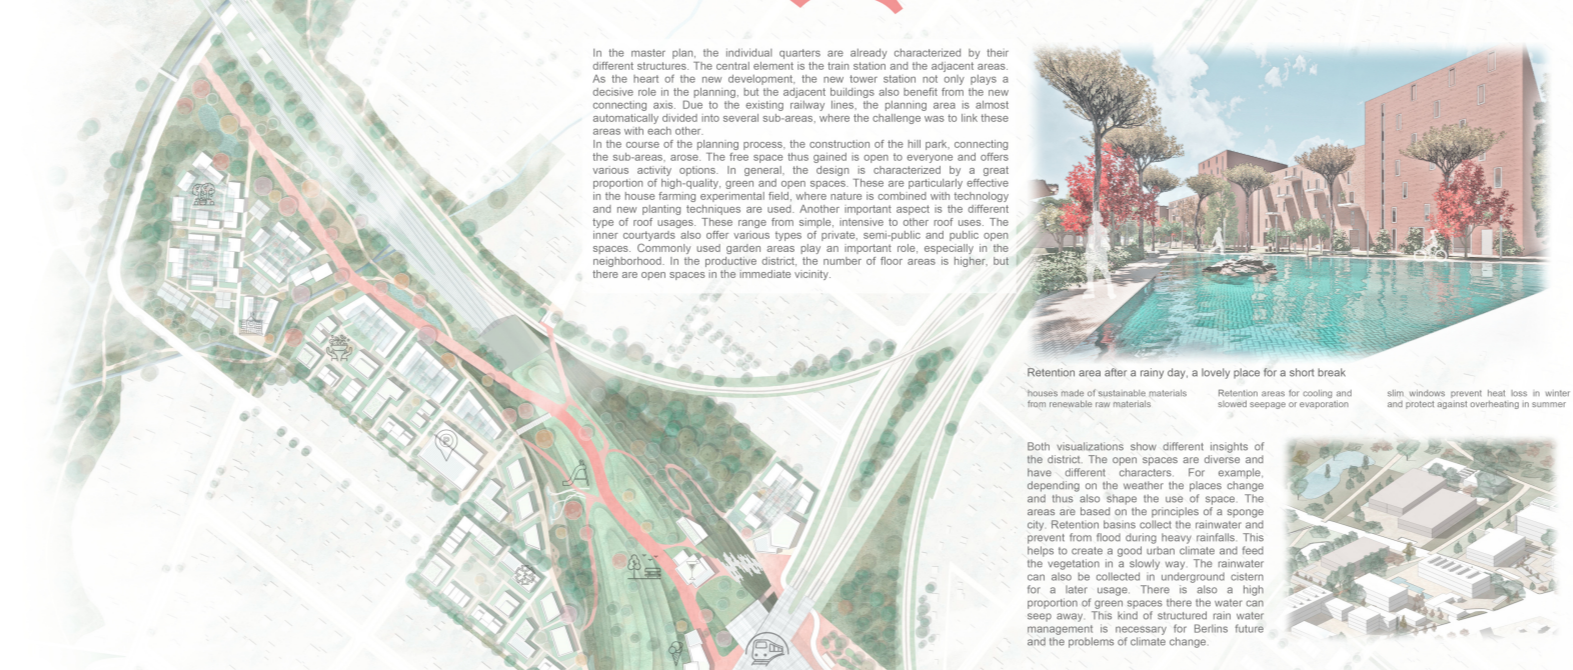 In the master plan, the individual quarters are already characterized by their
different structures. The central element is the train station and the adjacent areas.
As the heart of the new development, the new tower station not only plays a
decisive role in the planning, but the adjacent buildings also benefit from the new
connecting axis. Due to the existing railway lines, the planning area is almost
automatically divided into several sub-areas, where the challenge was to link these
areas with each other.
In the course of the planning process, the construction of the hill park, connecting
the sub-areas, arose. The free space thus gained is open to everyone and offers
various activity options. In general, the design is characterized by a great
proportion of high-quality, green and open spaces. These are particularly effective
in the house farming experimental field, where nature is combined with technology
and new planting techniques are used. Another important aspect is the different
type of roof usages. These range from simple, intensive to other roof uses. The
inner courtyards also offer various types of private, semi-public and public open
spaces. Commonly used garden areas play an important role, especially in the
neighborhood. In the productive district, the number of floor areas is higher, but
there are open spaces in the immediate vicinity.
Retention area after a rainy day, a lovely place for a short break
houses made of sustainable materials
from renewable raw materials
Retention areas for cooling and
slowed seepage or evaporation
slim windows prevent heat loss in winter
and protect against overheating in summer
Both visualizations show different insights of
the district. The open spaces are diverse and
have different characters. For example,
depending on the weather the places change
and thus also shape the use of space. The
areas are based on the principles of a sponge
city. Retention basins collect the rainwater and
prevent from flood during heavy rainfalls. This
helps to create a good urban climate and feed
the vegetation in a slowly way. The rainwater
can also be collected in underground cistern
for a later usage. There is also a high
proportion of green spaces there the water can
seep away. This kind of structured rain water
management is necessary for Berlins future
and the problems of climate change.